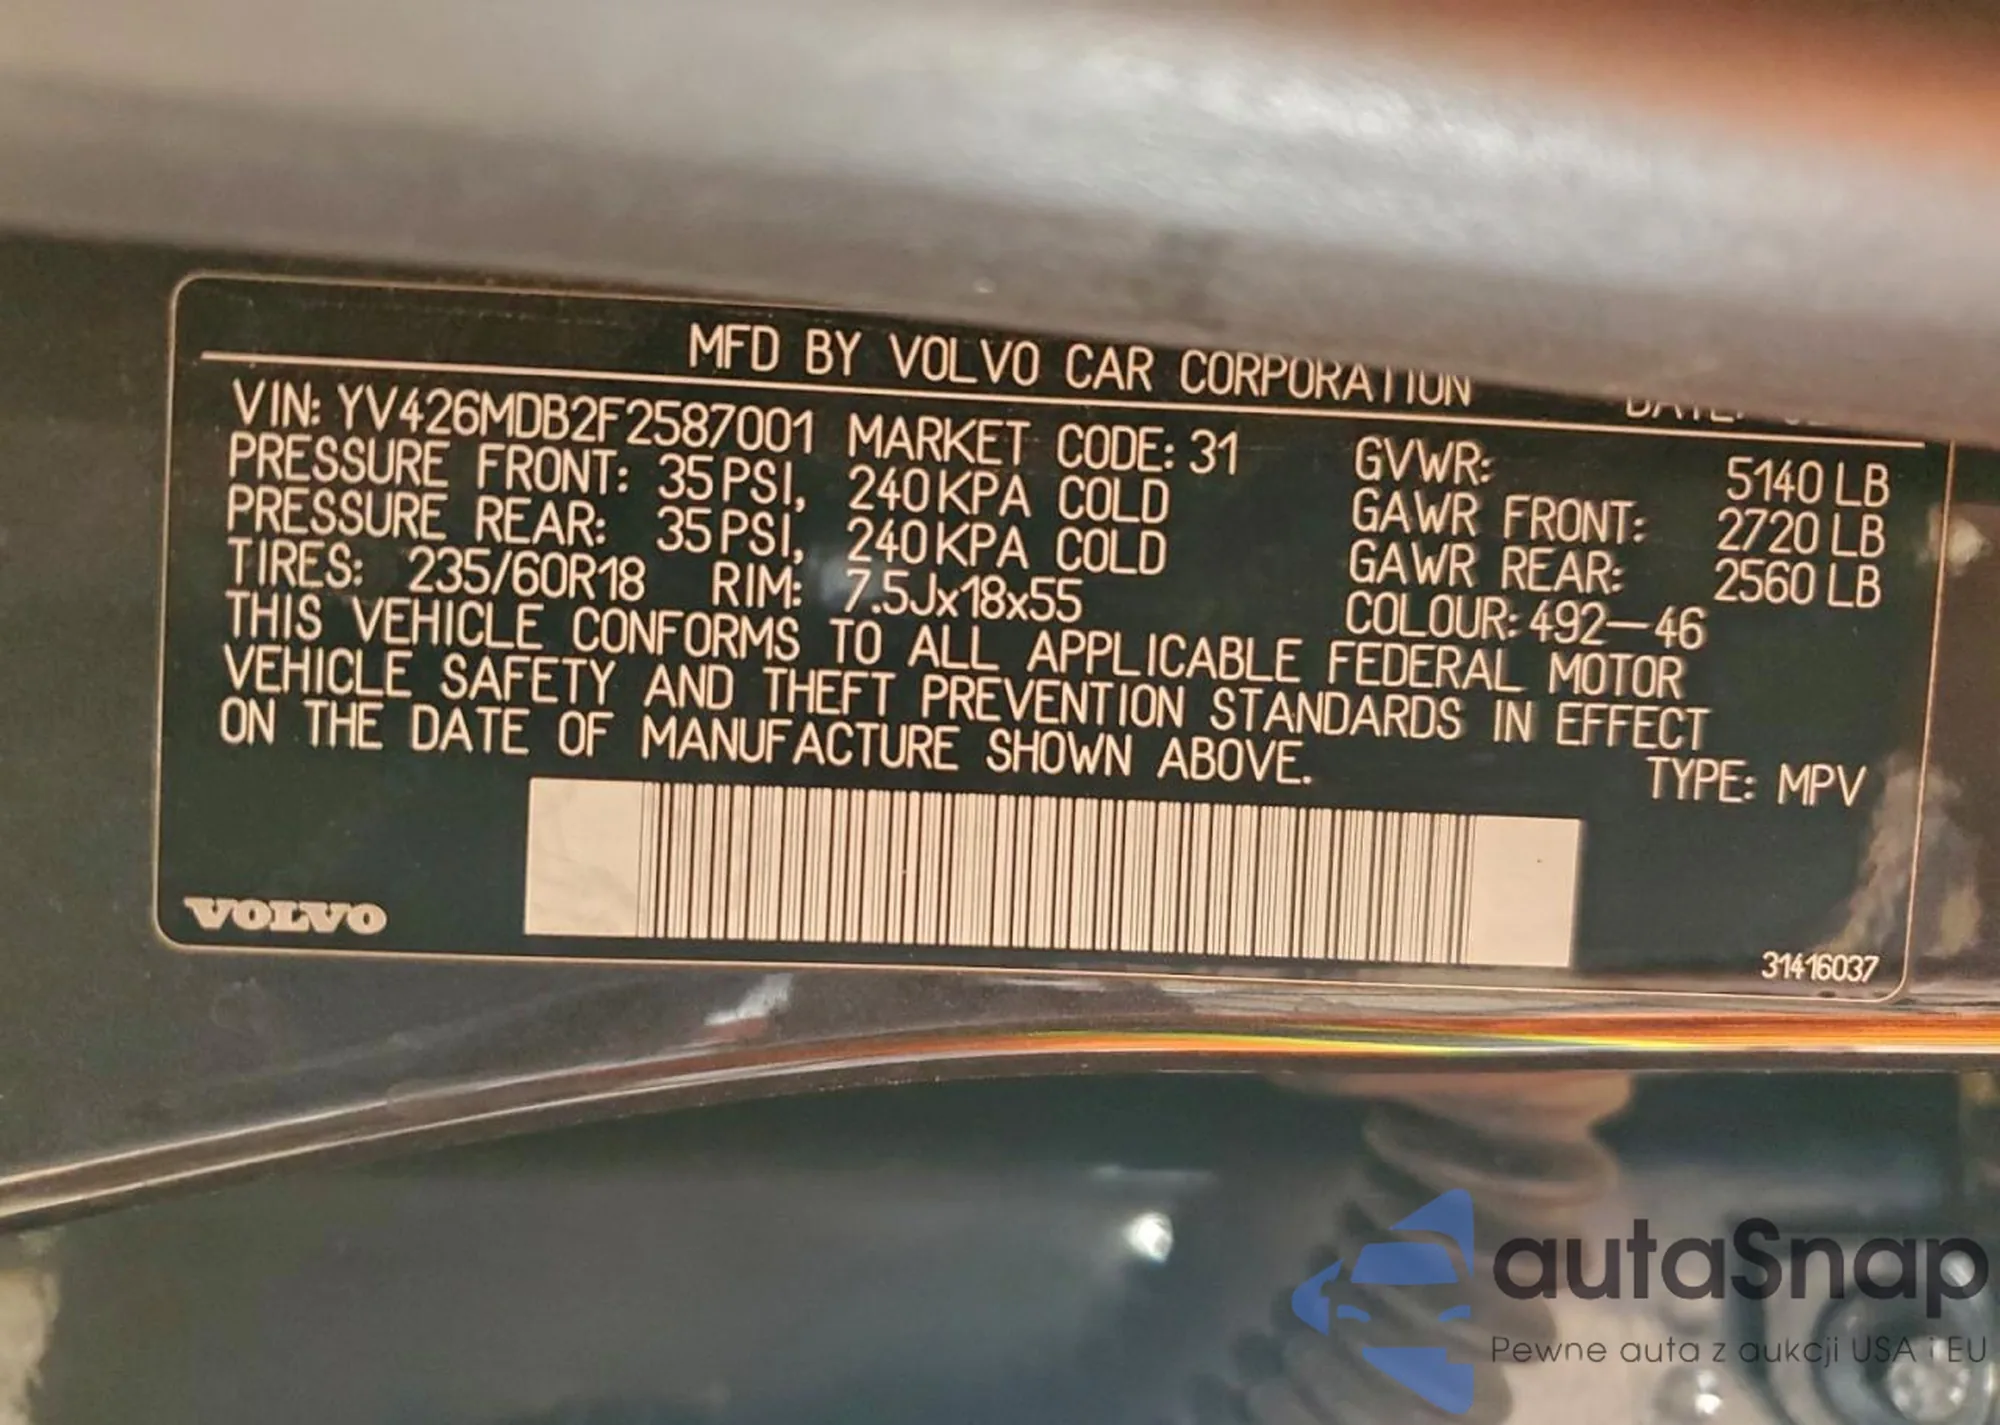 MFD BY VOLVO CAR CORPORATION
VIN: YV426MDB2F2587001 MARKET CODE: 31 GVWR: 5140 LB
PRESSURE FRONT: 35 PSI, 240 KPA COLD GAWR FRONT: 2720 LB
PRESSURE REAR: 35 PSI, 240 KPA COLD GAWR REAR: 2560 LB
TIRES: 235/60R18 RIM: 7.5Jx18x55 COLOUR: 492-46
THIS VEHICLE CONFORMS TO ALL APPLICABLE FEDERAL MOTOR
VEHICLE SAFETY AND THEFT PREVENTION STANDARDS IN EFFECT
ON THE DATE OF MANUFACTURE SHOWN ABOVE.
TYPE: MPV
VOLVO
31416037
autaSnap
Pewne auta z aukcji USA i EU